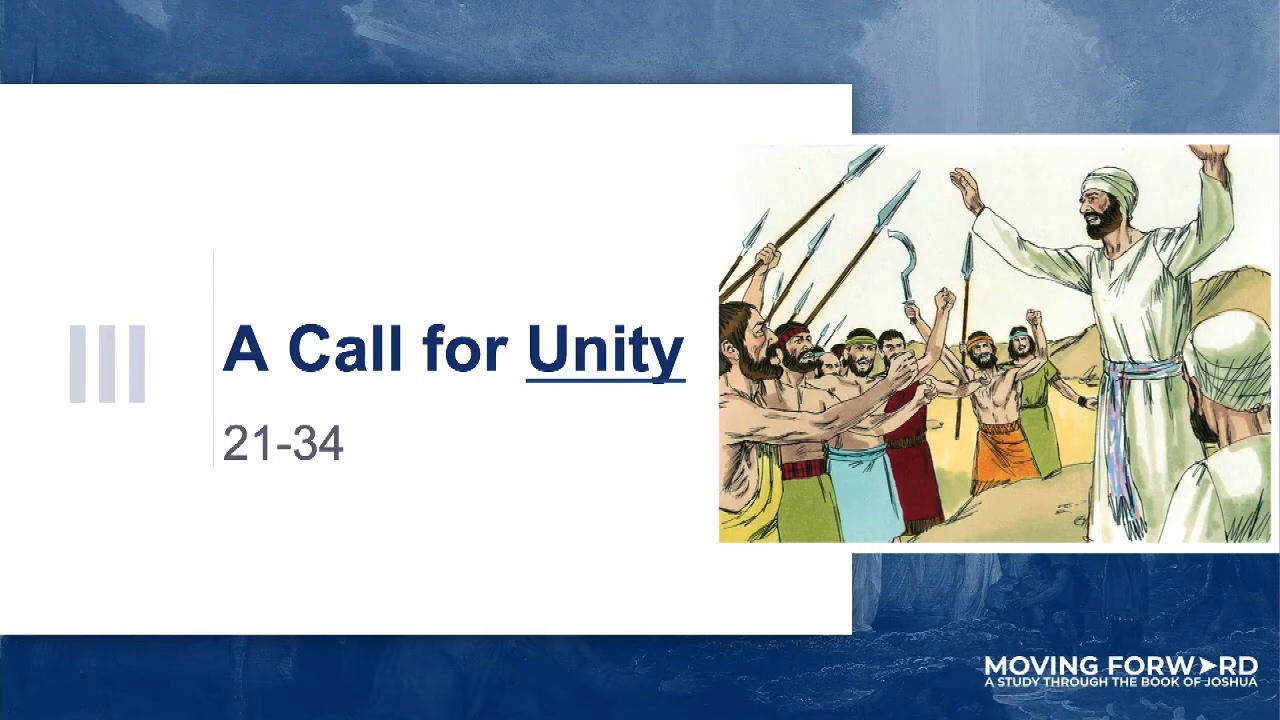 III
A Call for Unity
21-34
MOVING FORW➤RD
A STUDY THROUGH THE BOOK OF JOSHUA